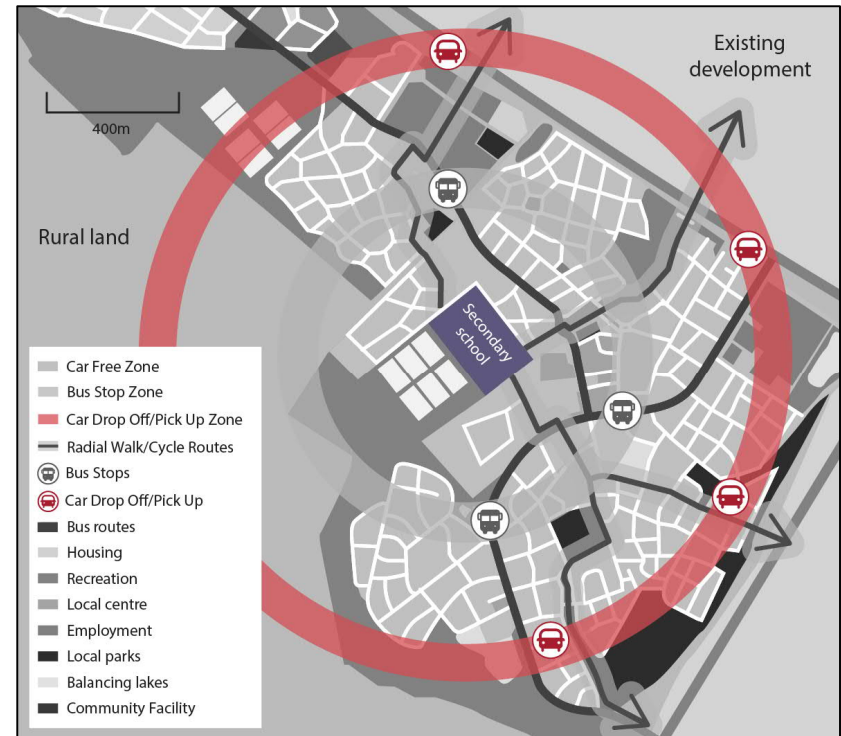 Existing
development
400m
Rural land
Secondary
school
Car Free Zone
Bus Stop Zone
Car Drop Off/Pick Up Zone
Radial Walk/Cycle Routes
Bus Stops
Car Drop Off/Pick Up
Bus routes
Housing
Recreation
Local centre
Employment
Local parks
Balancing lakes
Community Facility